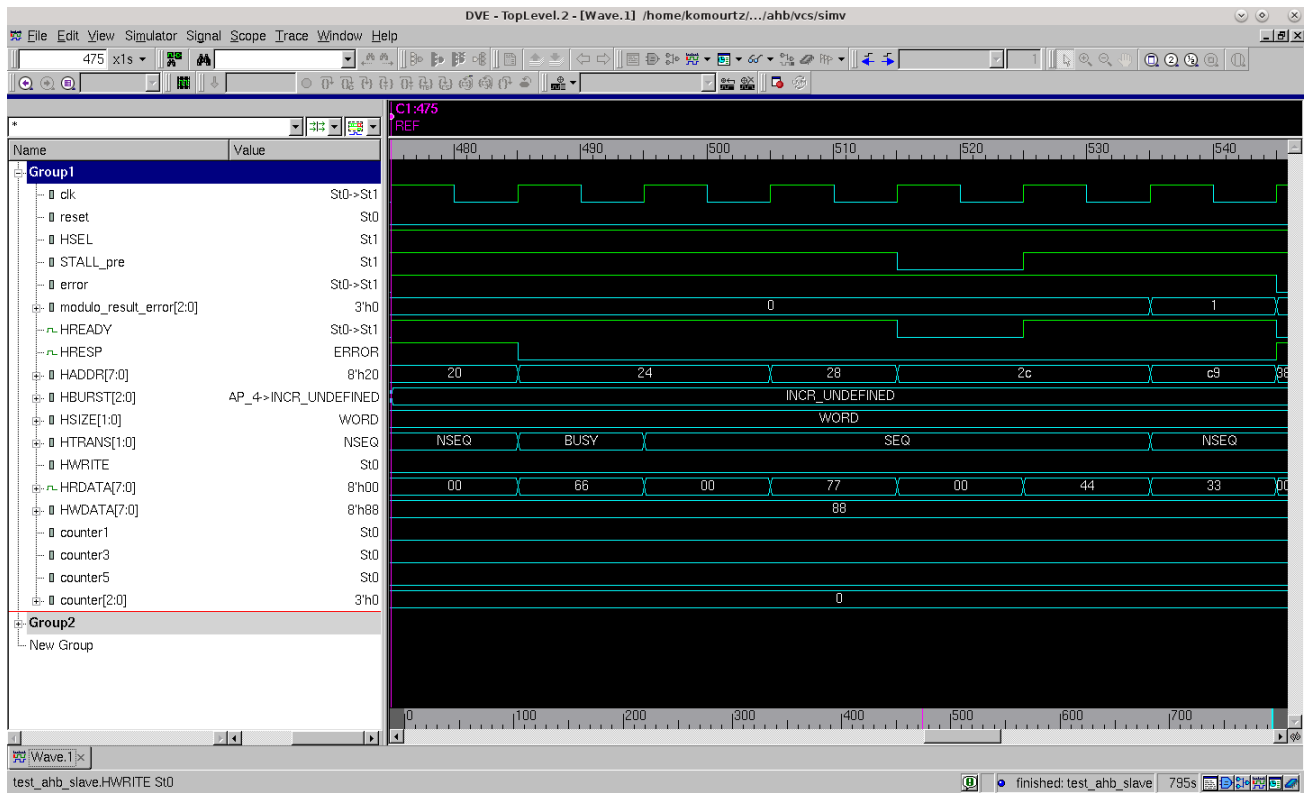 DVE - TopLevel.2 - [Wave.1] /home/komourtz/.../ahb/vcs/simv
File Edit View Simulator Signal Scope Trace Window Help
475 x1s
1
C1:475
REF
*
Name Value
480 490 500 510 520 530 540
Group1
clk St0->St1
reset St0
HSEL St1
STALL_pre St1
error St0->St1
modulo_result_error[2:0] 3'h0 0 1
HREADY St0->St1
HRESP ERROR
HADDR[7:0] 8'h20 20 24 28 2c c9 38
HBURST[2:0] AP_4->INCR_UNDEFINED INCR_UNDEFINED
HSIZE[1:0] WORD WORD
HTRANS[1:0] NSEQ NSEQ BUSY SEQ NSEQ
HWRITE St0
HRDATA[7:0] 8'h00 00 66 00 77 00 44 33 00
HWDATA[7:0] 8'h88 88
counter1 St0
counter3 St0
counter5 St0
counter[2:0] 3'h0 0
Group2
New Group
0 100 200 300 400 500 600 700
Wave.1
test_ahb_slave.HWRITE St0 finished: test_ahb_slave 795s